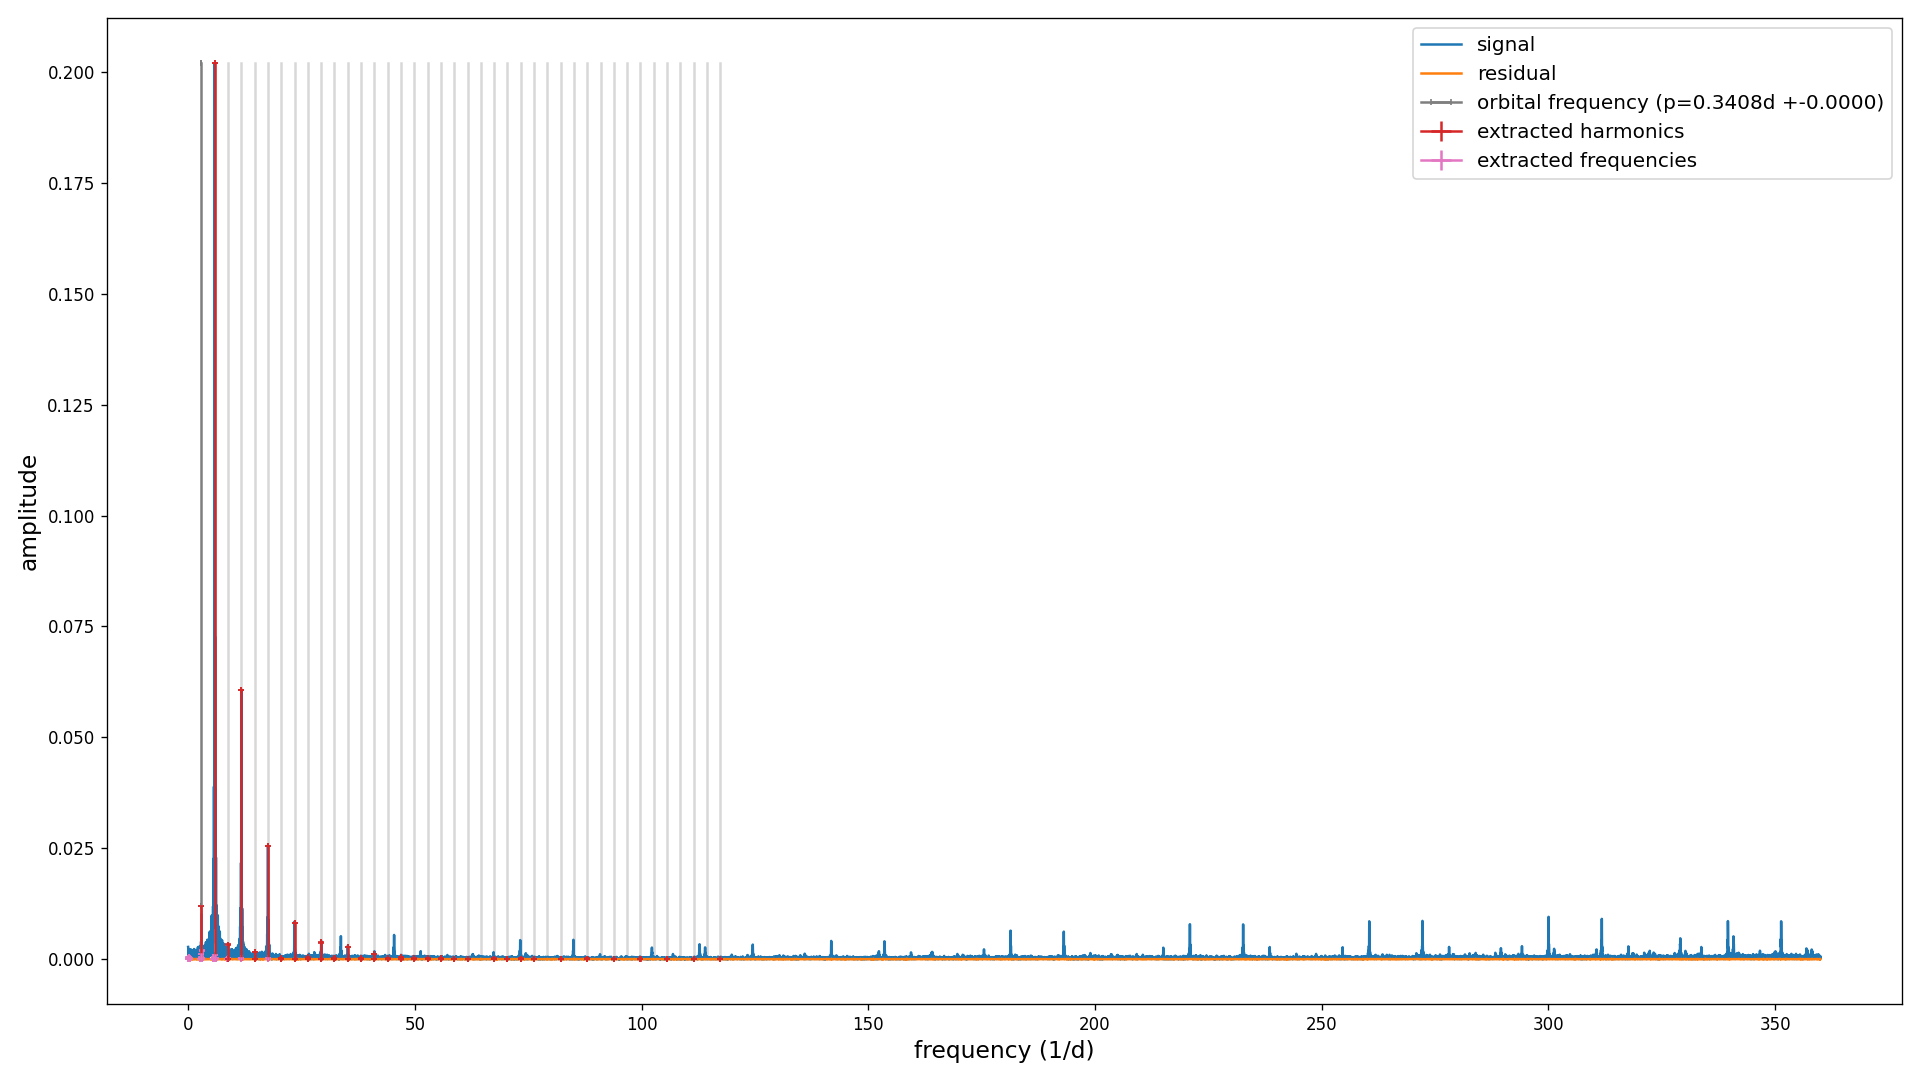 signal
residual
orbital frequency (p=0.3408d +-0.0000)
extracted harmonics
extracted frequencies
amplitude
0.200
0.175
0.150
0.125
0.100
0.075
0.050
0.025
0.000
0 50 100 150 200 250 300 350
frequency (1/d)